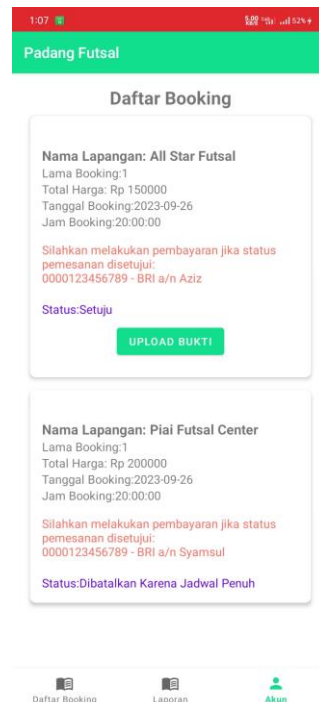 1:07
52%
Padang Futsal
Daftar Booking
Nama Lapangan: All Star Futsal
Lama Booking:1
Total Harga: Rp 150000
Tanggal Booking:2023-09-26
Jam Booking:20:00:00
Silahkan melakukan pembayaran jika status
pemesanan disetujui:
0000123456789 - BRI a/n Aziz
Status:Setuju
UPLOAD BUKTI
Nama Lapangan: Piai Futsal Center
Lama Booking:1
Total Harga: Rp 200000
Tanggal Booking:2023-09-26
Jam Booking:20:00:00
Silahkan melakukan pembayaran jika status
pemesanan disetujui:
0000123456789 - BRI a/n Syamsul
Status:Dibatalkan Karena Jadwal Penuh
Daftar Booking
Laporan
Akun